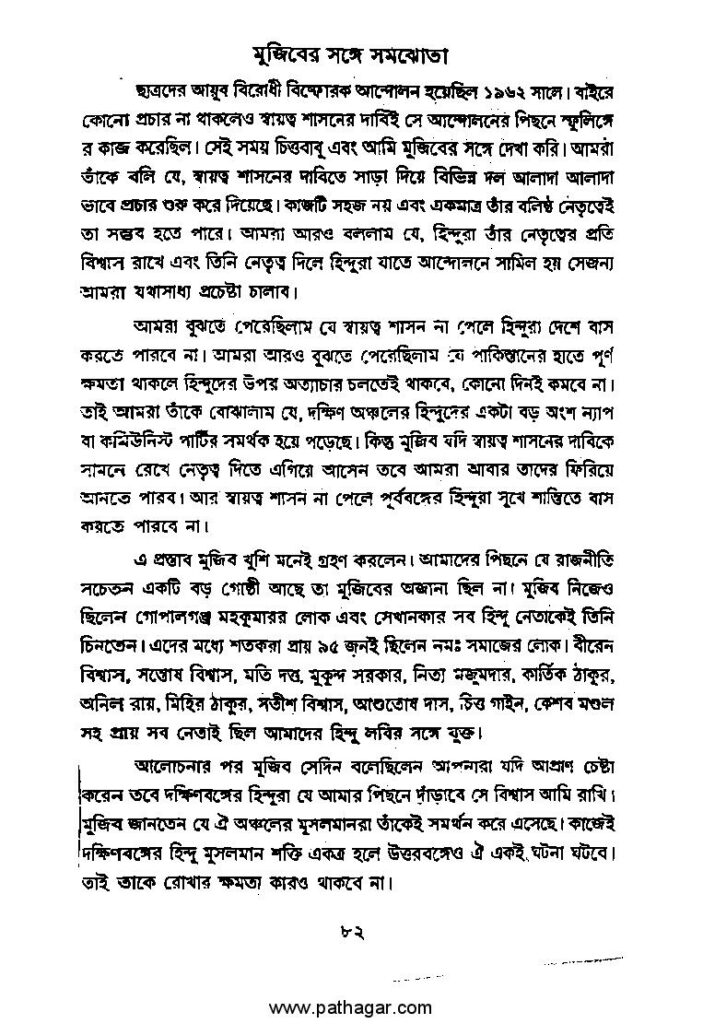 মুজিবের সঙ্গে সমঝোতা
ছাত্রদের আয়ুব বিরোধী বিস্ফোরক আন্দোলন হয়েছিল ১৯৬২ সালে। বাইরে
কোনো প্রচার না থাকলেও স্বায়ত্ব শাসনের দাবিই সে আন্দোলনের পিছনে স্ফুলিঙ্গে
র কাজ করেছিল। সেই সময় চিত্তবাবু এবং আমি মুজিবের সঙ্গে দেখা করি। আমরা
তাঁকে বলি যে, স্বায়ত্ব শাসনের দাবিতে সাড়া দিয়ে বিভিন্ন দল আলাদা আলাদা
ভাবে প্রচার শুরু করে দিয়েছে। কাজটি সহজ নয় এবং একমাত্র তাঁর বলিষ্ঠ নেতৃত্বেই
তা সম্ভব হতে পারে। আমরা আরও বললাম যে, হিন্দুরা তাঁর নেতৃত্বের প্রতি
বিশ্বাস রাখে এবং তিনি নেতৃত্ব দিলে হিন্দুরা যাতে আন্দোলনে সামিল হয় সেজন্য
আমরা যথাসাধ্য প্রচেষ্টা চালাব।
আমরা বুঝতে পেরেছিলাম যে স্বায়ত্ব শাসন না পেলে হিন্দুরা দেশে বাস
করতে পারবে না। আমরা আরও বুঝতে পেরেছিলাম যে পাকিস্তানের হাতে পূর্ণ
ক্ষমতা থাকলে হিন্দুদের উপর অত্যাচার চলতেই থাকবে, কোনো দিনই কমবে না।
তাই আমরা তাঁকে বোঝালাম যে, দক্ষিণ অঞ্চলের হিন্দুদের একটা বড় অংশ ন্যাপ
বা কমিউনিস্ট পার্টির সমর্থক হয়ে পড়েছে। কিন্তু মুজিব যদি স্বায়ত্ব শাসনের দাবিকে
সামনে রেখে নেতৃত্ব দিতে এগিয়ে আসেন তবে আমরা আবার তাদের ফিরিয়ে
আনতে পারব। আর স্বায়ত্ব শাসন না পেলে পূর্ববঙ্গের হিন্দুরা সুখে শান্তিতে বাস
করতে পারবে না।
এ প্রস্তাব মুজিব খুশি মনেই গ্রহণ করলেন। আমাদের পিছনে যে রাজনীতি
সচেতন একটি বড় গোষ্ঠী আছে তা মুজিবের অজানা ছিল না। মুজিব নিজেও
ছিলেন গোপালগঞ্জ মহকুমারর লোক এবং সেখানকার সব হিন্দু নেতাকেই তিনি
চিনতেন। এদের মধ্যে শতকরা প্রায় ৯৫ জনই ছিলেন নমঃ সমাজের লোক। বীরেন
বিশ্বাস, সন্তোষ বিশ্বাস, মতি দত্ত, মুকুন্দ সরকার, নিত্য মজুমদার, কার্তিক ঠাকুর,
অনিল রায়, মিহির ঠাকুর, সতীশ বিশ্বাস, আশুতোষ দাস, চিত্ত গাইন, কেশব মণ্ডল
সহ প্রায় সব নেতাই ছিল আমাদের হিন্দু লবির সঙ্গে যুক্ত।
আলোচনার পর মুজিব সেদিন বলেছিলেন আপনারা যদি আপ্রাণ চেষ্টা
করেন তবে দক্ষিণবঙ্গের হিন্দুরা যে আমার পিছনে দাঁড়াবে সে বিশ্বাস আমি রাখি।
মুজিব জানতেন যে ঐ অঞ্চলের মুসলমানরা তাঁকেই সমর্থন করে এসেছে। কাজেই
দক্ষিণবঙ্গের হিন্দু মুসলমান শক্তি একত্র হলে উত্তরবঙ্গেও ঐ একই ঘটনা ঘটবে।
তাই তাকে রোখার ক্ষমতা কারও থাকবে না।
৮২
www.pathagar.com